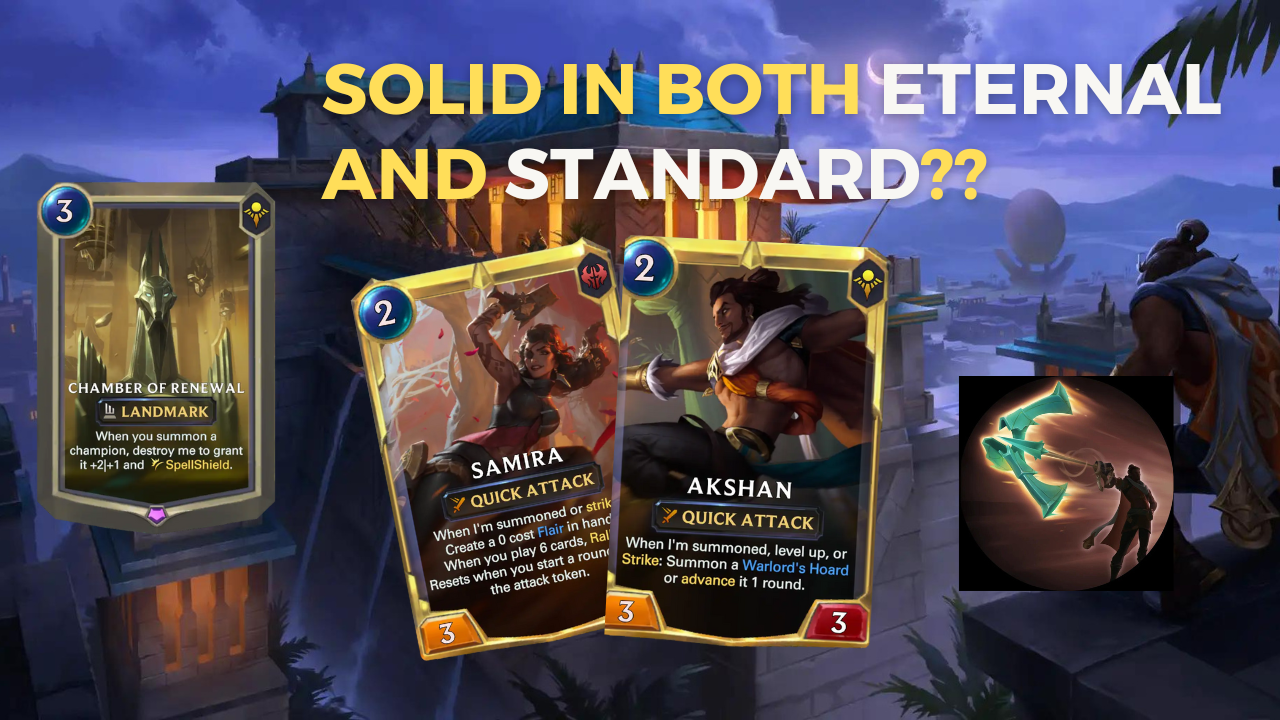 SOLID IN BOTH ETERNAL
AND STANDARD??
3
CHAMBER OF RENEWAL
LANDMARK
When you summon a
champion, destroy me to grant
it +2|+1 and SpellShield.
2
SAMIRA
QUICK ATTACK
When I'm summoned or
Create a 0 cost Flair in hand
When you play 6 cards,
Resets when you start a
the attack token.
3
2
AKSHAN
QUICK ATTACK
When I'm summoned, level up, or
Strike: Summon a Warlord's Hoard
or advance it 1 round.
3
3